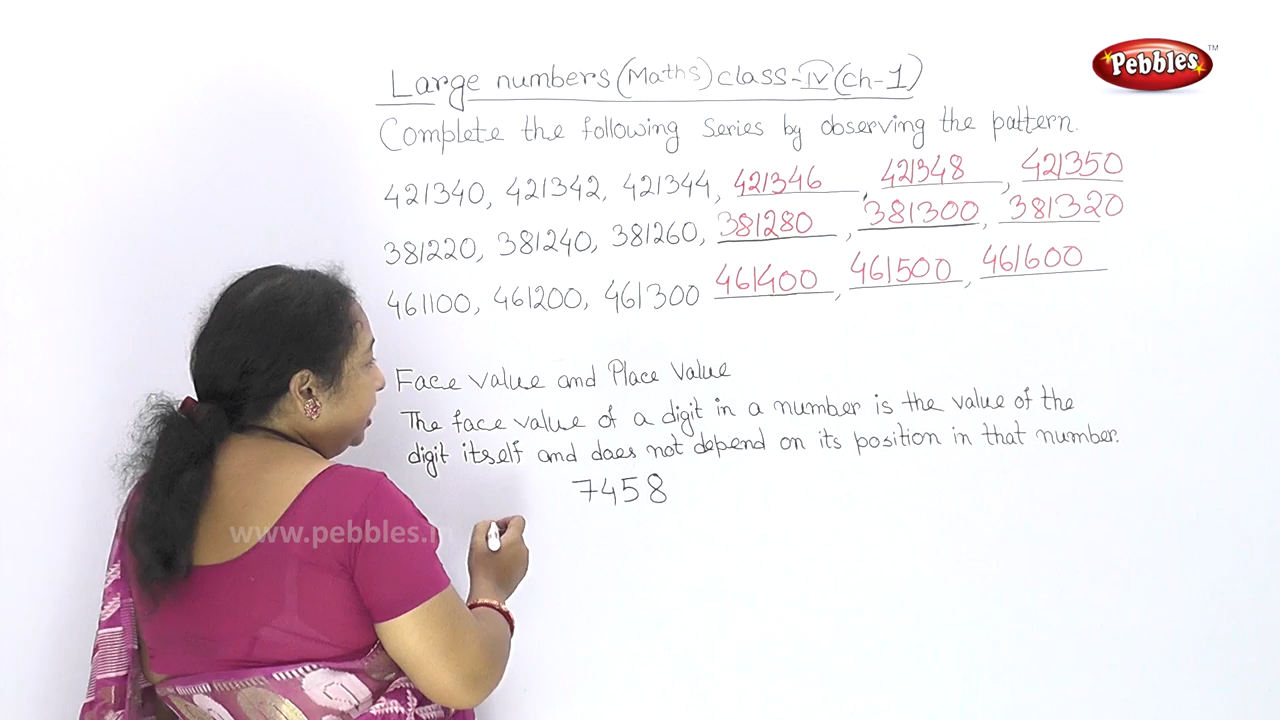 Pebbles™
Large numbers (Maths) class-IV (Ch-1)
Complete the following series by observing the pattern.
421340, 421342, 421344, 421346, 421348, 421350
381220, 381240, 381260, 381280, 381300, 381320
461100, 461200, 461300 461400, 461500, 461600
Face value and Place Value
The face value of a digit in a number is the value of the
digit itself and does not depend on its position in that number.
7458
www.pebbles.in